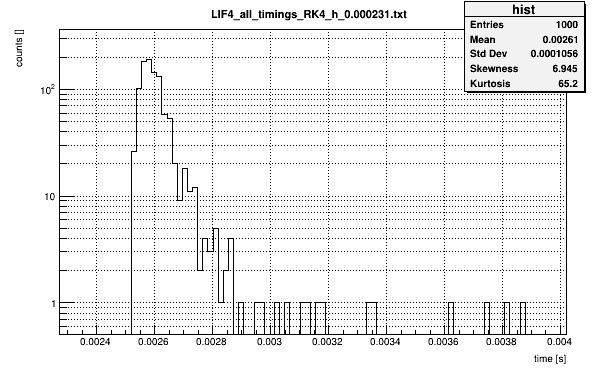 LIF4_all_timings_RK4_h_0.000231.txt
hist
Entries 1000
Mean 0.00261
Std Dev 0.0001056
Skewness 6.945
Kurtosis 65.2
counts []
10²
10
1
0.0024 0.0026 0.0028 0.003 0.0032 0.0034 0.0036 0.0038 0.004
time [s]